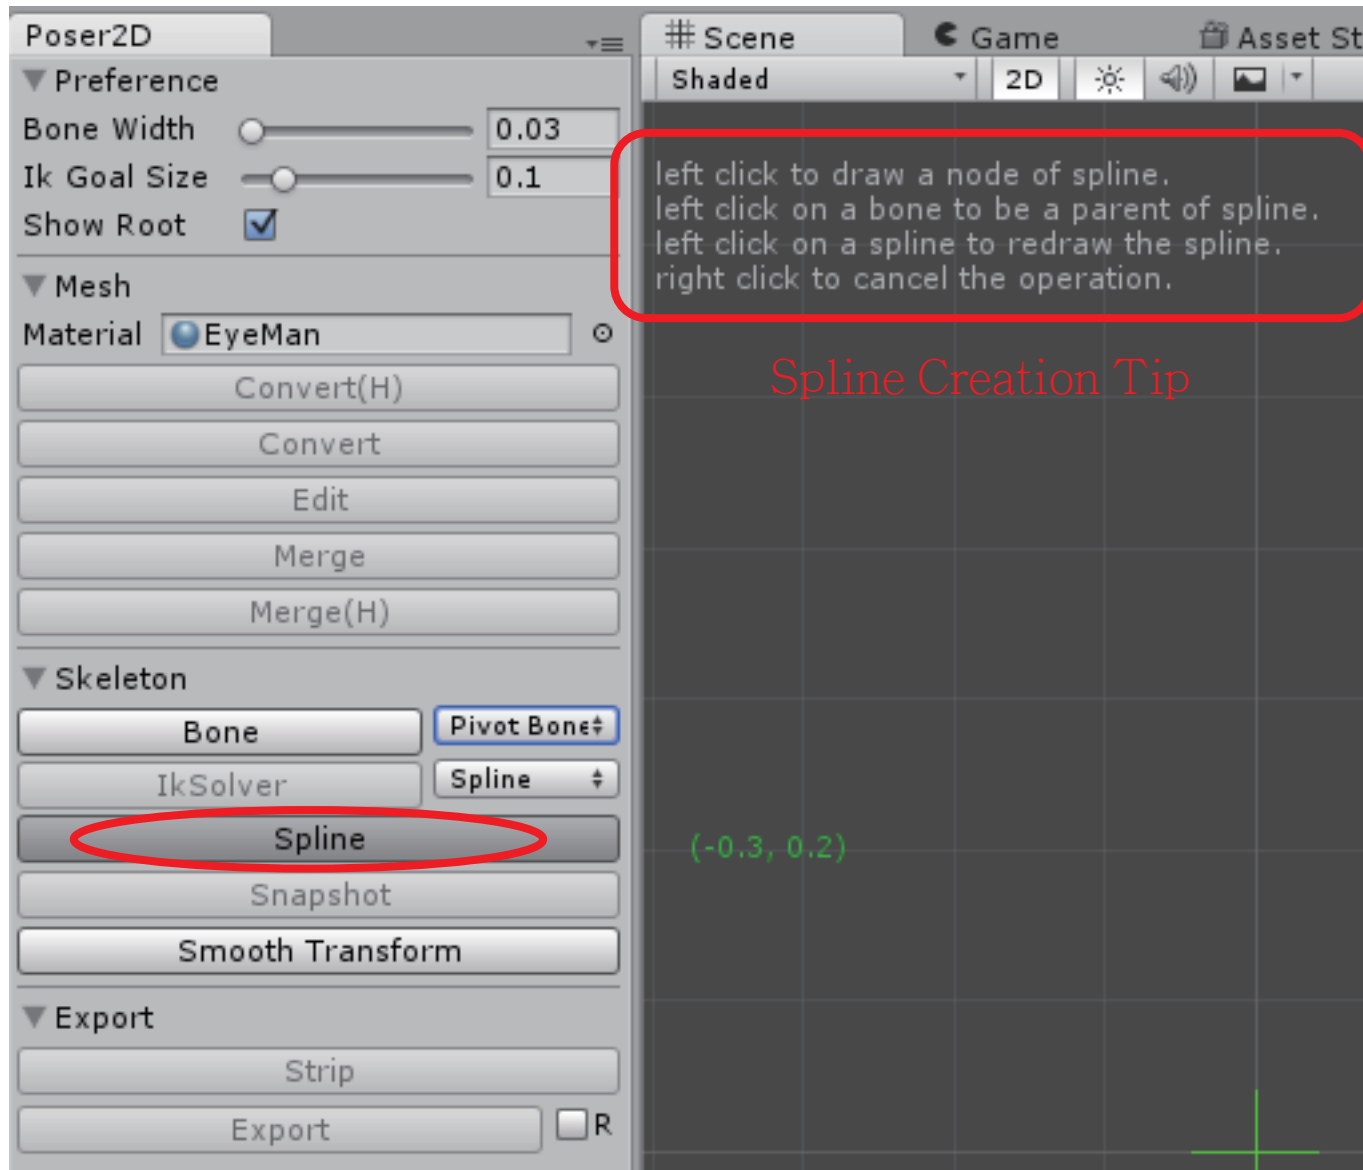 Poser2D
Preference
Bone Width 0.03
Ik Goal Size 0.1
Show Root
Mesh
Material EyeMan
Convert(H)
Convert
Edit
Merge
Merge(H)
Skeleton
Bone Pivot Bone
IkSolver Spline
Spline
Snapshot
Smooth Transform
Export
Strip
Export R
Scene Game Asset St
Shaded 2D
left click to draw a node of spline.
left click on a bone to be a parent of spline.
left click on a spline to redraw the spline.
right click to cancel the operation.
Spline Creation Tip
(-0.3, 0.2)